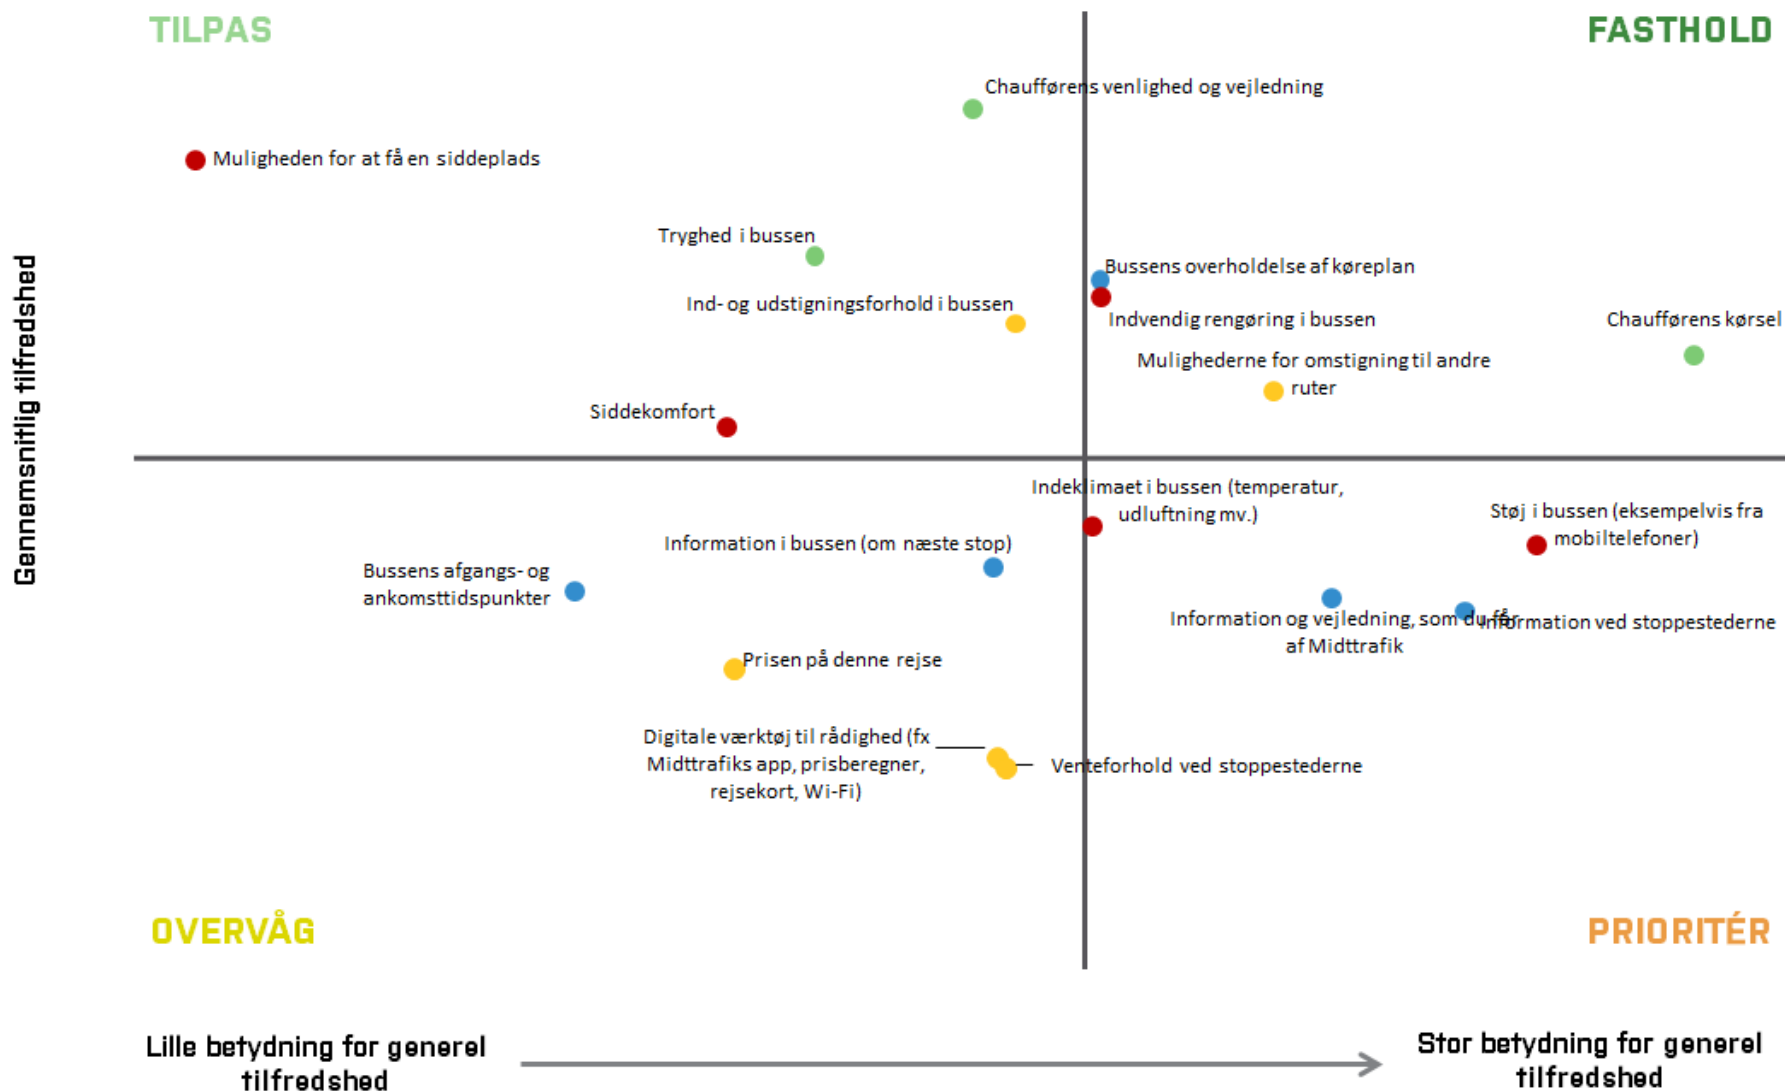 TILPAS
FASTHOLD
Chaufførens venlighed og vejledning
Muligheden for at få en siddeplads
Tryghed i bussen
Bussens overholdelse af køreplan
Ind- og udstigningsforhold i bussen
Indvendig rengøring i bussen
Chaufførens kørsel
Mulighederne for omstigning til andre
ruter
Siddekomfort
Gennemsnitlig tilfredshed
Indeklimaet i bussen (temperatur,
udluftning mv.)
Støj i bussen (eksempelvis fra
mobiltelefoner)
Information i bussen (om næste stop)
Bussens afgangs- og
ankomsttidspunkter
Information og vejledning, som du får
af Midttrafik
Information ved stoppestederne
Prisen på denne rejse
Digitale værktøj til rådighed (fx
Midttrafiks app, prisberegner,
rejsekort, Wi-Fi)
Venteforhold ved stoppestederne
OVERVÅG
PRIORITÉR
Lille betydning for generel
tilfredshed
Stor betydning for generel
tilfredshed